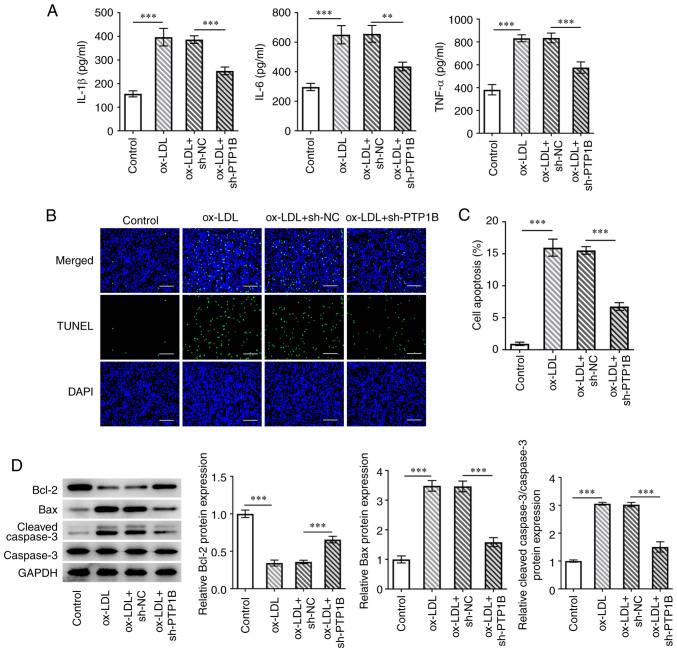 A
IL-1β (pg/ml)
500
400
300
200
100
0
***
***
Control
ox-LDL
ox-LDL+
sh-NC
ox-LDL+
sh-PTP1B
IL-6 (pg/ml)
800
600
400
200
0
***
**
Control
ox-LDL
ox-LDL+
sh-NC
ox-LDL+
sh-PTP1B
TNF-α (pg/ml)
1,000
800
600
400
200
0
***
***
Control
ox-LDL
ox-LDL+
sh-NC
ox-LDL+
sh-PTP1B
B
Control
ox-LDL
ox-LDL+sh-NC
ox-LDL+sh-PTP1B
Merged
TUNEL
DAPI
C
Cell apoptosis (%)
20
15
10
5
0
***
***
Control
ox-LDL
ox-LDL+
sh-NC
ox-LDL+
sh-PTP1B
D
Bcl-2
Bax
Cleaved
caspase-3
Caspase-3
GAPDH
Control
ox-LDL
ox-LDL+
sh-NC
ox-LDL+
sh-PTP1B
Relative Bcl-2 protein expression
1.5
1.0
0.5
0.0
***
***
Control
ox-LDL
ox-LDL+
sh-NC
ox-LDL+
sh-PTP1B
Relative Bax protein expression
4
3
2
1
0
***
***
Control
ox-LDL
ox-LDL+
sh-NC
ox-LDL+
sh-PTP1B
Relative cleaved caspase-3/caspase-3
protein expression
4
3
2
1
0
***
***
Control
ox-LDL
ox-LDL+
sh-NC
ox-LDL+
sh-PTP1B